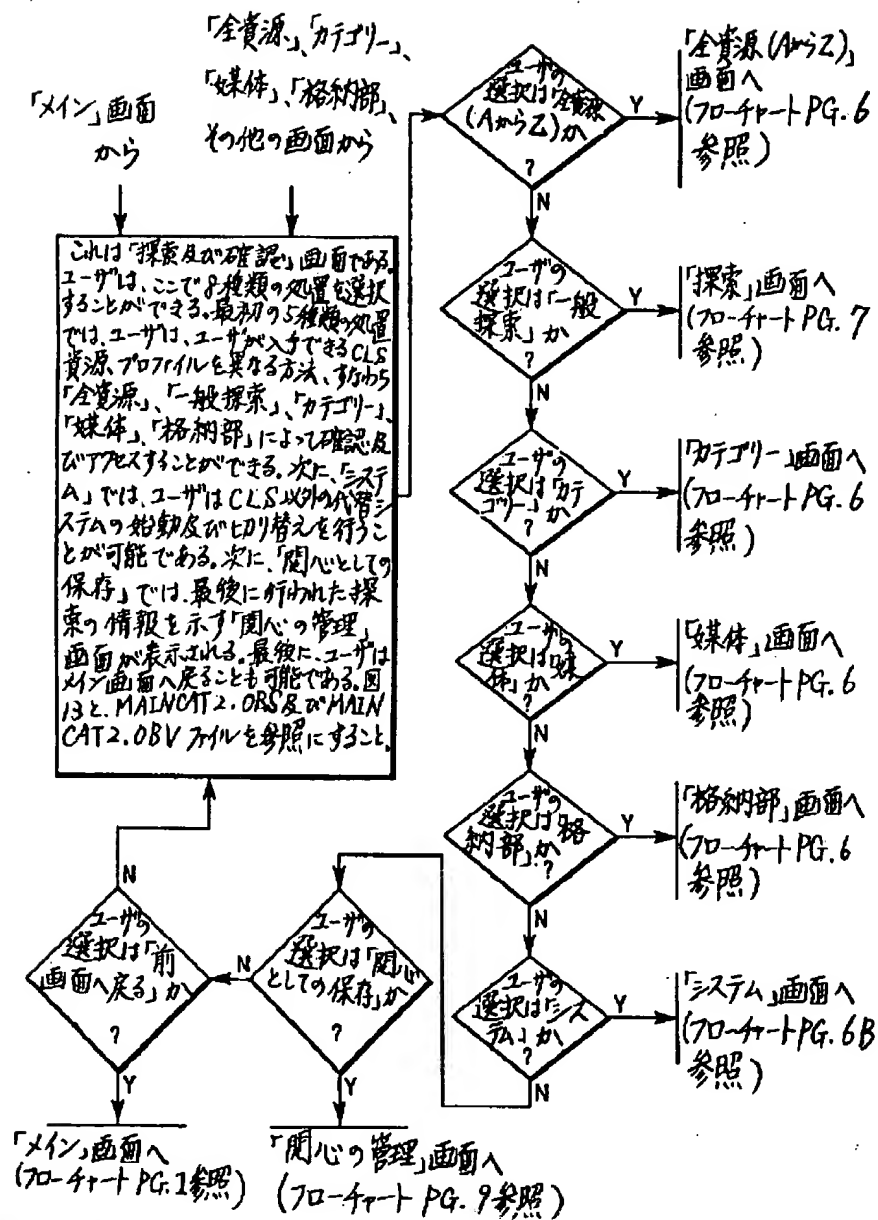 「メイン」画面
から
「全資源」、「カテゴリー」、
「媒体」、「格納部」、
その他の画面から
これは「探索及び確認」画面である。
ユーザは、ここで8種類の処置を選択
することができる。最初の5種類の処置
では、ユーザは、ユーザが入手できるCLS
資源、プロファイルを異なる方法、すなわち
「全資源」、「一般探索」、「カテゴリー」、
「媒体」、「格納部」によって確認及
びアクセスすることができる。次に、「システ
ム」では、ユーザはCLS以外の代替シ
ステムの始動及び切り替えを行うこ
とが可能である。次に、「関心としての
保存」では、最後に行われた探
索の情報を示す「関心の管理」
画面が表示される。最後に、ユーザは
メイン画面へ戻ることも可能である。図
13と、MAINCAT2.OBS及びMAIN
CAT2.OBVファイルを参照にすること。
ユーザの
選択は「全資源
(AからZ)か
?
Y
「全資源(AからZ)」
画面へ
(フローチャートPG.6
参照)
N
ユーザの
選択は「一般
探索」か
?
Y
「探索」画面へ
(フローチャートPG.7
参照)
N
ユーザの
選択は「カテ
ゴリー」か
?
Y
「カテゴリー」画面へ
(フローチャートPG.6
参照)
N
ユーザの
選択は「媒
体」か
?
Y
「媒体」画面へ
(フローチャートPG.6
参照)
N
ユーザの
選択は「格
納部」か
?
Y
「格納部」画面へ
(フローチャートPG.6
参照)
N
ユーザの
選択は「シス
テム」か
?
Y
「システム」画面へ
(フローチャートPG.6B
参照)
N
ユーザの
選択は「関心
としての保存」か
?
N
Y
「関心の管理」画面へ
(フローチャートPG.9参照)
ユーザの
選択は「前
画面へ戻る」か
?
N
Y
「メイン」画面へ
(フローチャートPG.1参照)